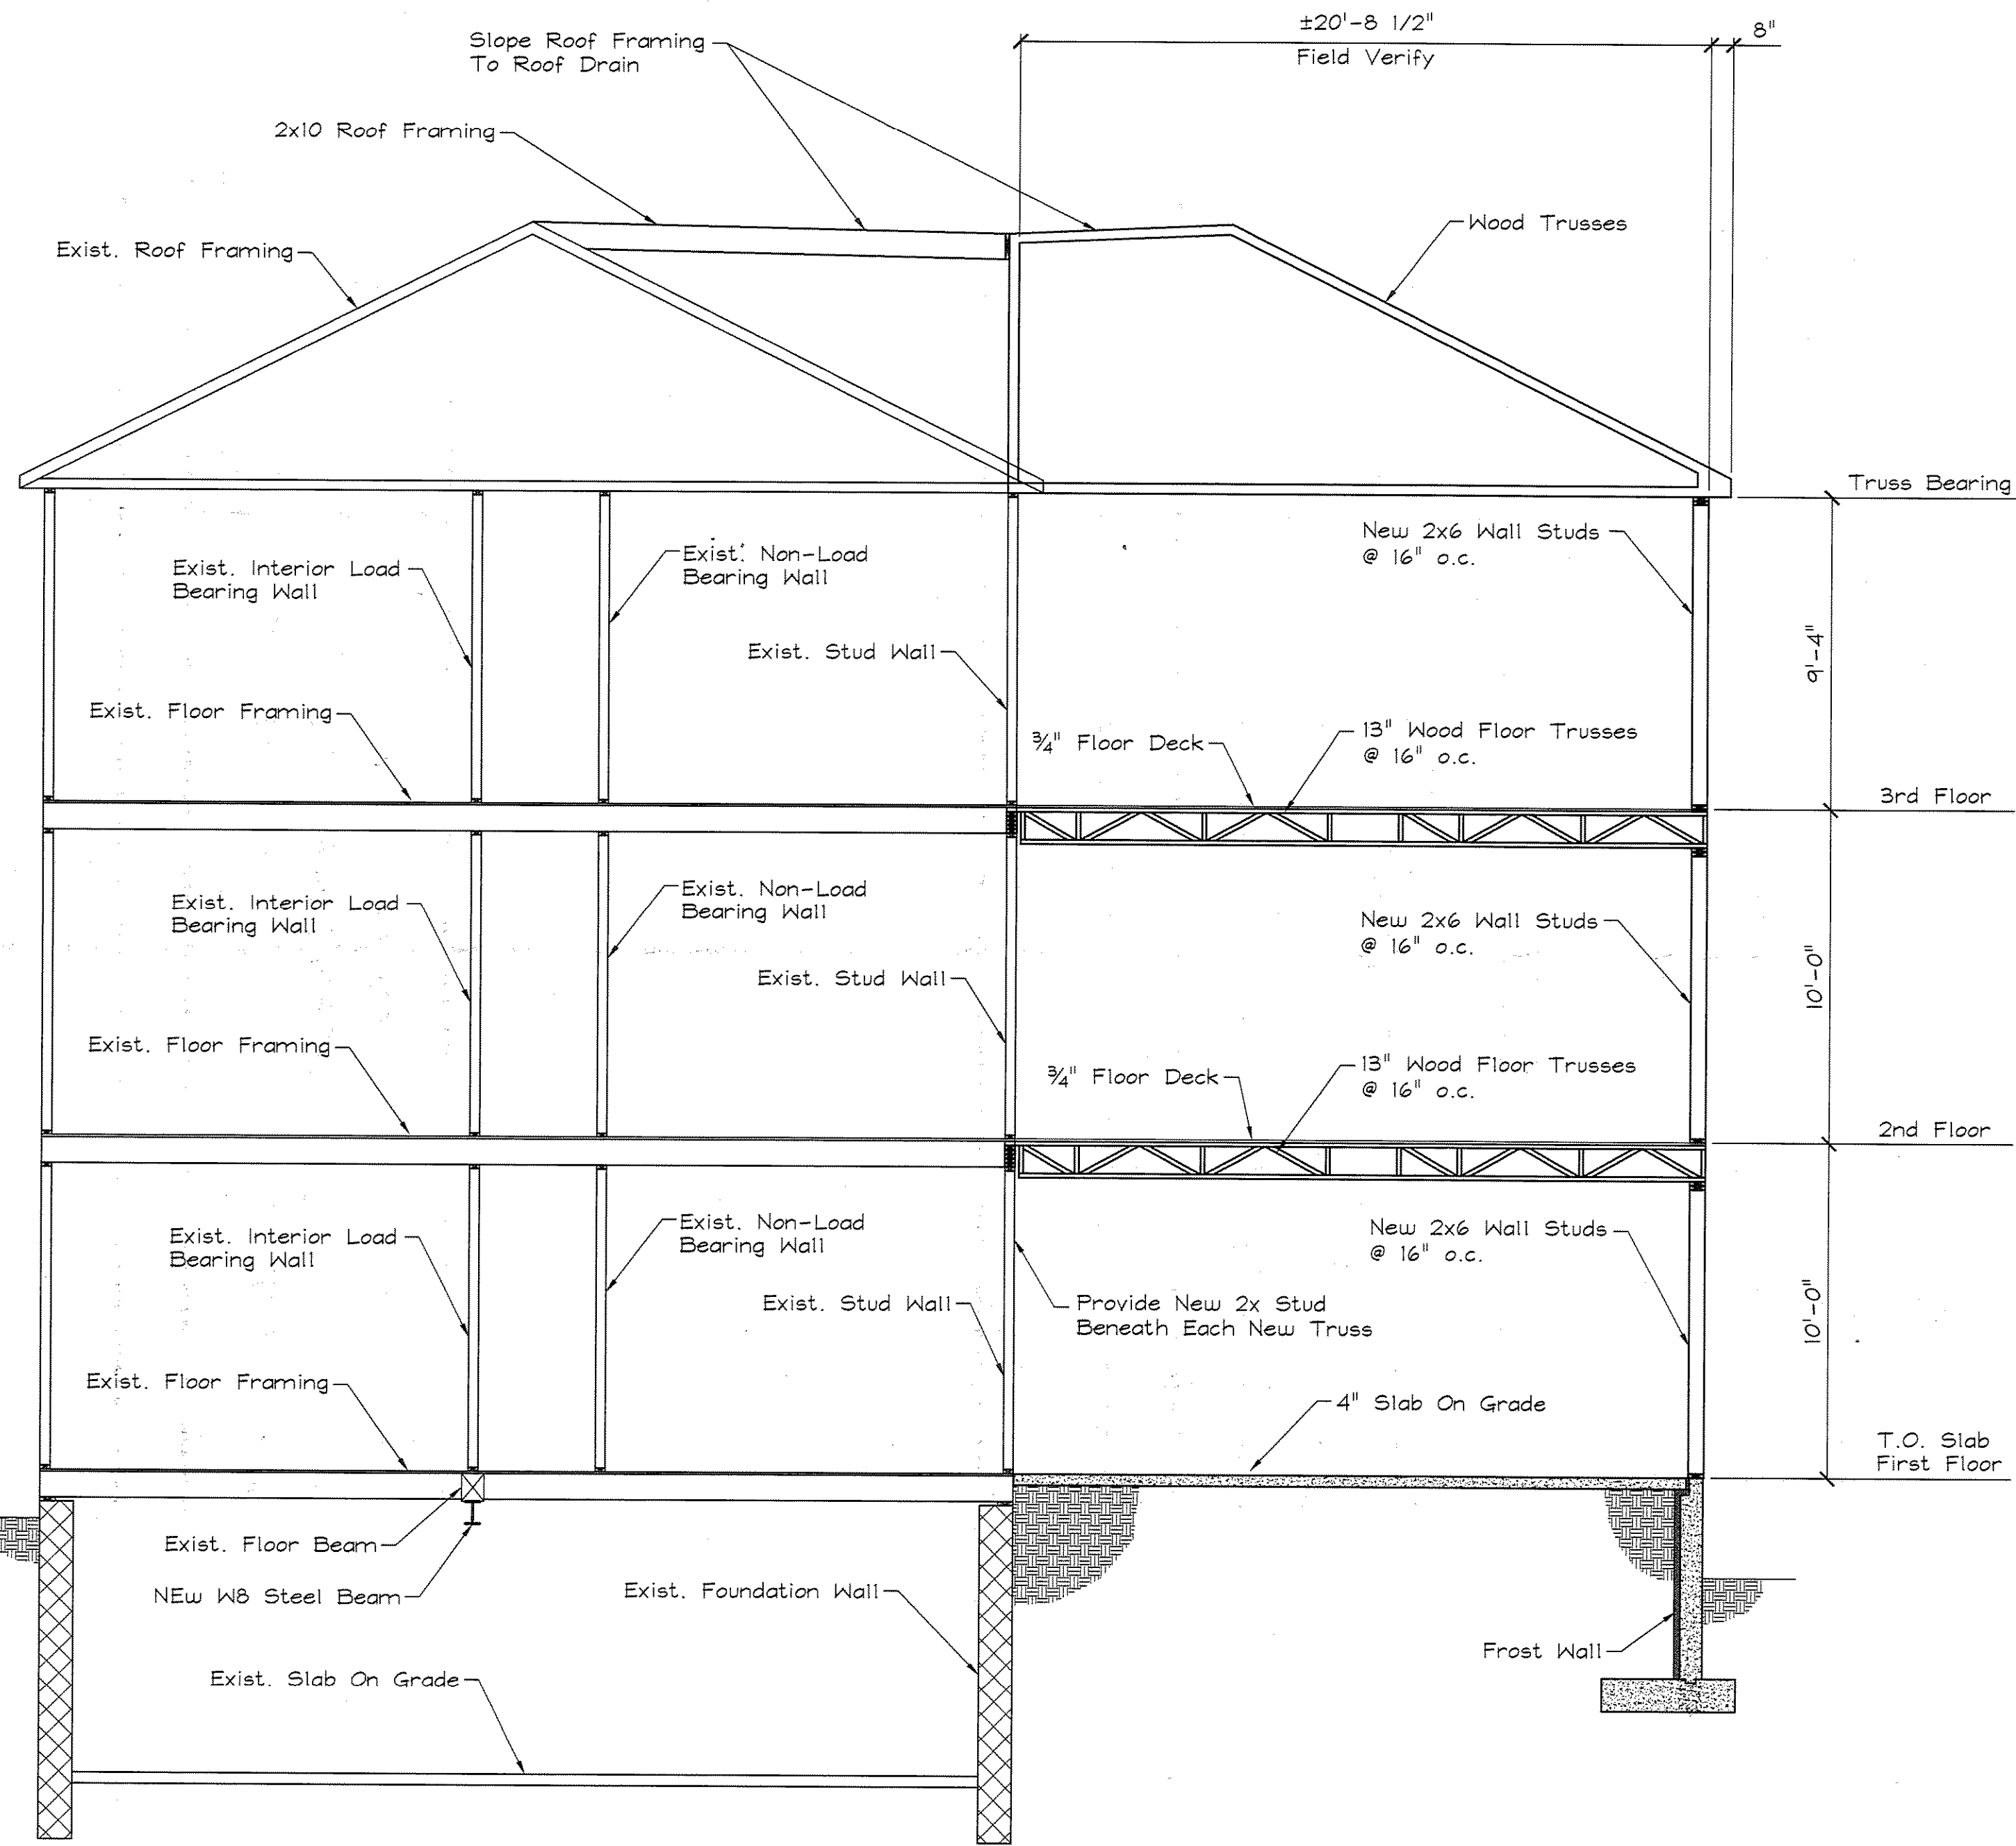 ±20'-8 1/2"
8"
Field Verify
Slope Roof Framing
To Roof Drain
2x10 Roof Framing
Exist. Roof Framing
Wood Trusses
Truss Bearing
New 2x6 Wall Studs
@ 16" o.c.
Exist. Interior Load
Bearing Wall
Exist. Non-Load
Bearing Wall
Exist. Stud Wall
9'-4"
Exist. Floor Framing
3/4" Floor Deck
13" Wood Floor Trusses
@ 16" o.c.
3rd Floor
Exist. Interior Load
Bearing Wall
Exist. Non-Load
Bearing Wall
New 2x6 Wall Studs
@ 16" o.c.
Exist. Stud Wall
10'-0"
Exist. Floor Framing
3/4" Floor Deck
13" Wood Floor Trusses
@ 16" o.c.
2nd Floor
Exist. Interior Load
Bearing Wall
Exist. Non-Load
Bearing Wall
New 2x6 Wall Studs
@ 16" o.c.
Exist. Stud Wall
Provide New 2x Stud
Beneath Each New Truss
10'-0"
Exist. Floor Framing
4" Slab On Grade
T.O. Slab
First Floor
Exist. Floor Beam
NEw W8 Steel Beam
Exist. Foundation Wall
Frost Wall
Exist. Slab On Grade